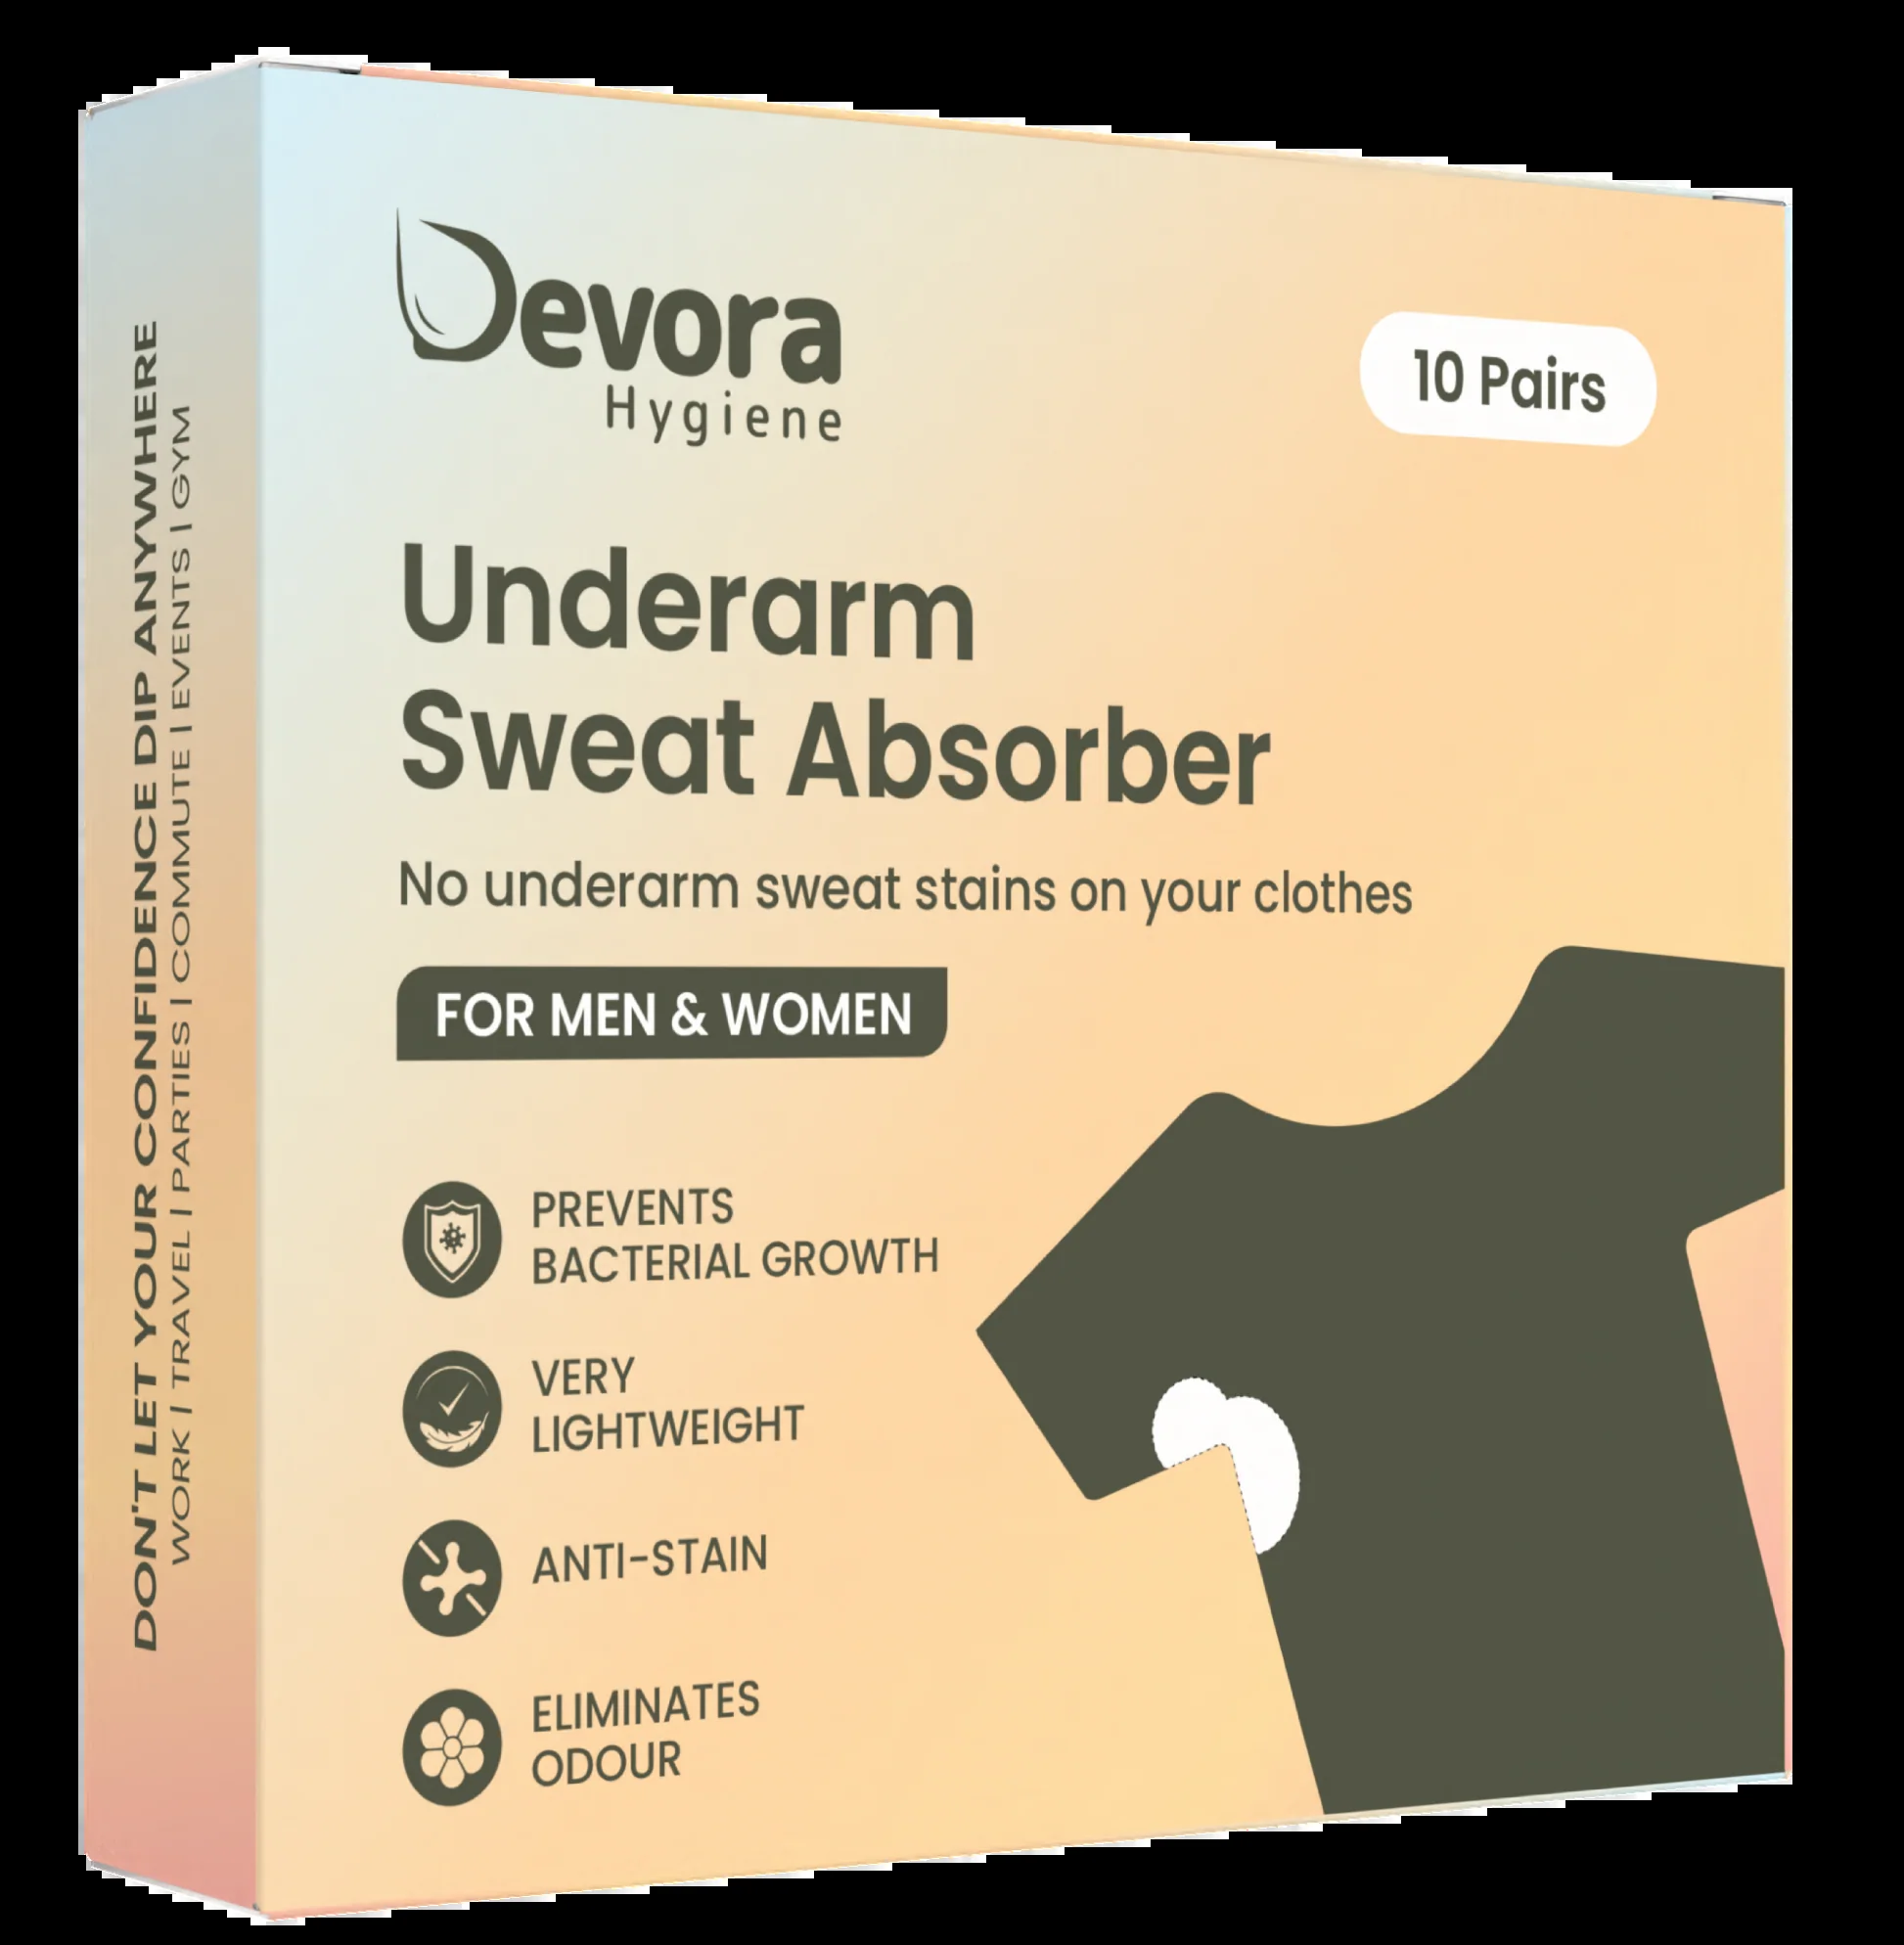 Devora
Hygiene
10 Pairs
Underarm
Sweat Absorber
No underarm sweat stains on your clothes
FOR MEN & WOMEN
PREVENTS
BACTERIAL GROWTH
VERY
LIGHTWEIGHT
ANTI-STAIN
ELIMINATES
ODOUR
DON'T LET YOUR CONFIDENCE DIP ANYWHERE
WORK | TRAVEL | PARTIES | COMMUTE | EVENTS | GYM